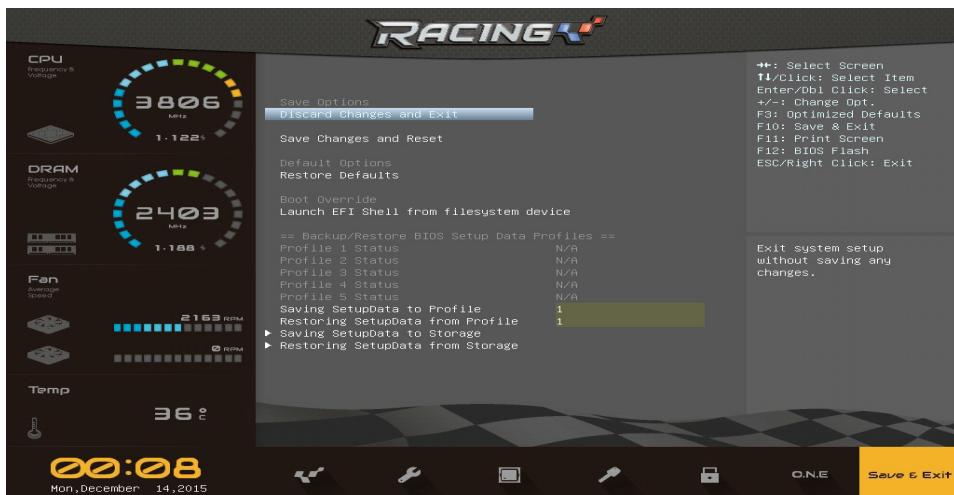 RACING
CPU
Frequency &
Voltage
3806
MHz
1.122 V
DRAM
Frequency &
Voltage
2403
MHz
1.188 V
Fan
Average
Speed
2163 RPM
0 RPM
Temp
36 °C
00:08
Mon,December 14,2015
Save Options
Discard Changes and Exit
Save Changes and Reset
Default Options
Restore Defaults
Boot Override
Launch EFI Shell from filesystem device
== Backup/Restore BIOS Setup Data Profiles ==
Profile 1 Status N/A
Profile 2 Status N/A
Profile 3 Status N/A
Profile 4 Status N/A
Profile 5 Status N/A
Saving SetupData to Profile 1
Restoring SetupData from Profile 1
► Saving SetupData to Storage
► Restoring SetupData from Storage
→←: Select Screen
↑↓/Click: Select Item
Enter/Dbl Click: Select
+/-: Change Opt.
F3: Optimized Defaults
F10: Save & Exit
F11: Print Screen
F12: BIOS Flash
ESC/Right Click: Exit
Exit system setup
without saving any
changes.
O.N.E
Save & Exit